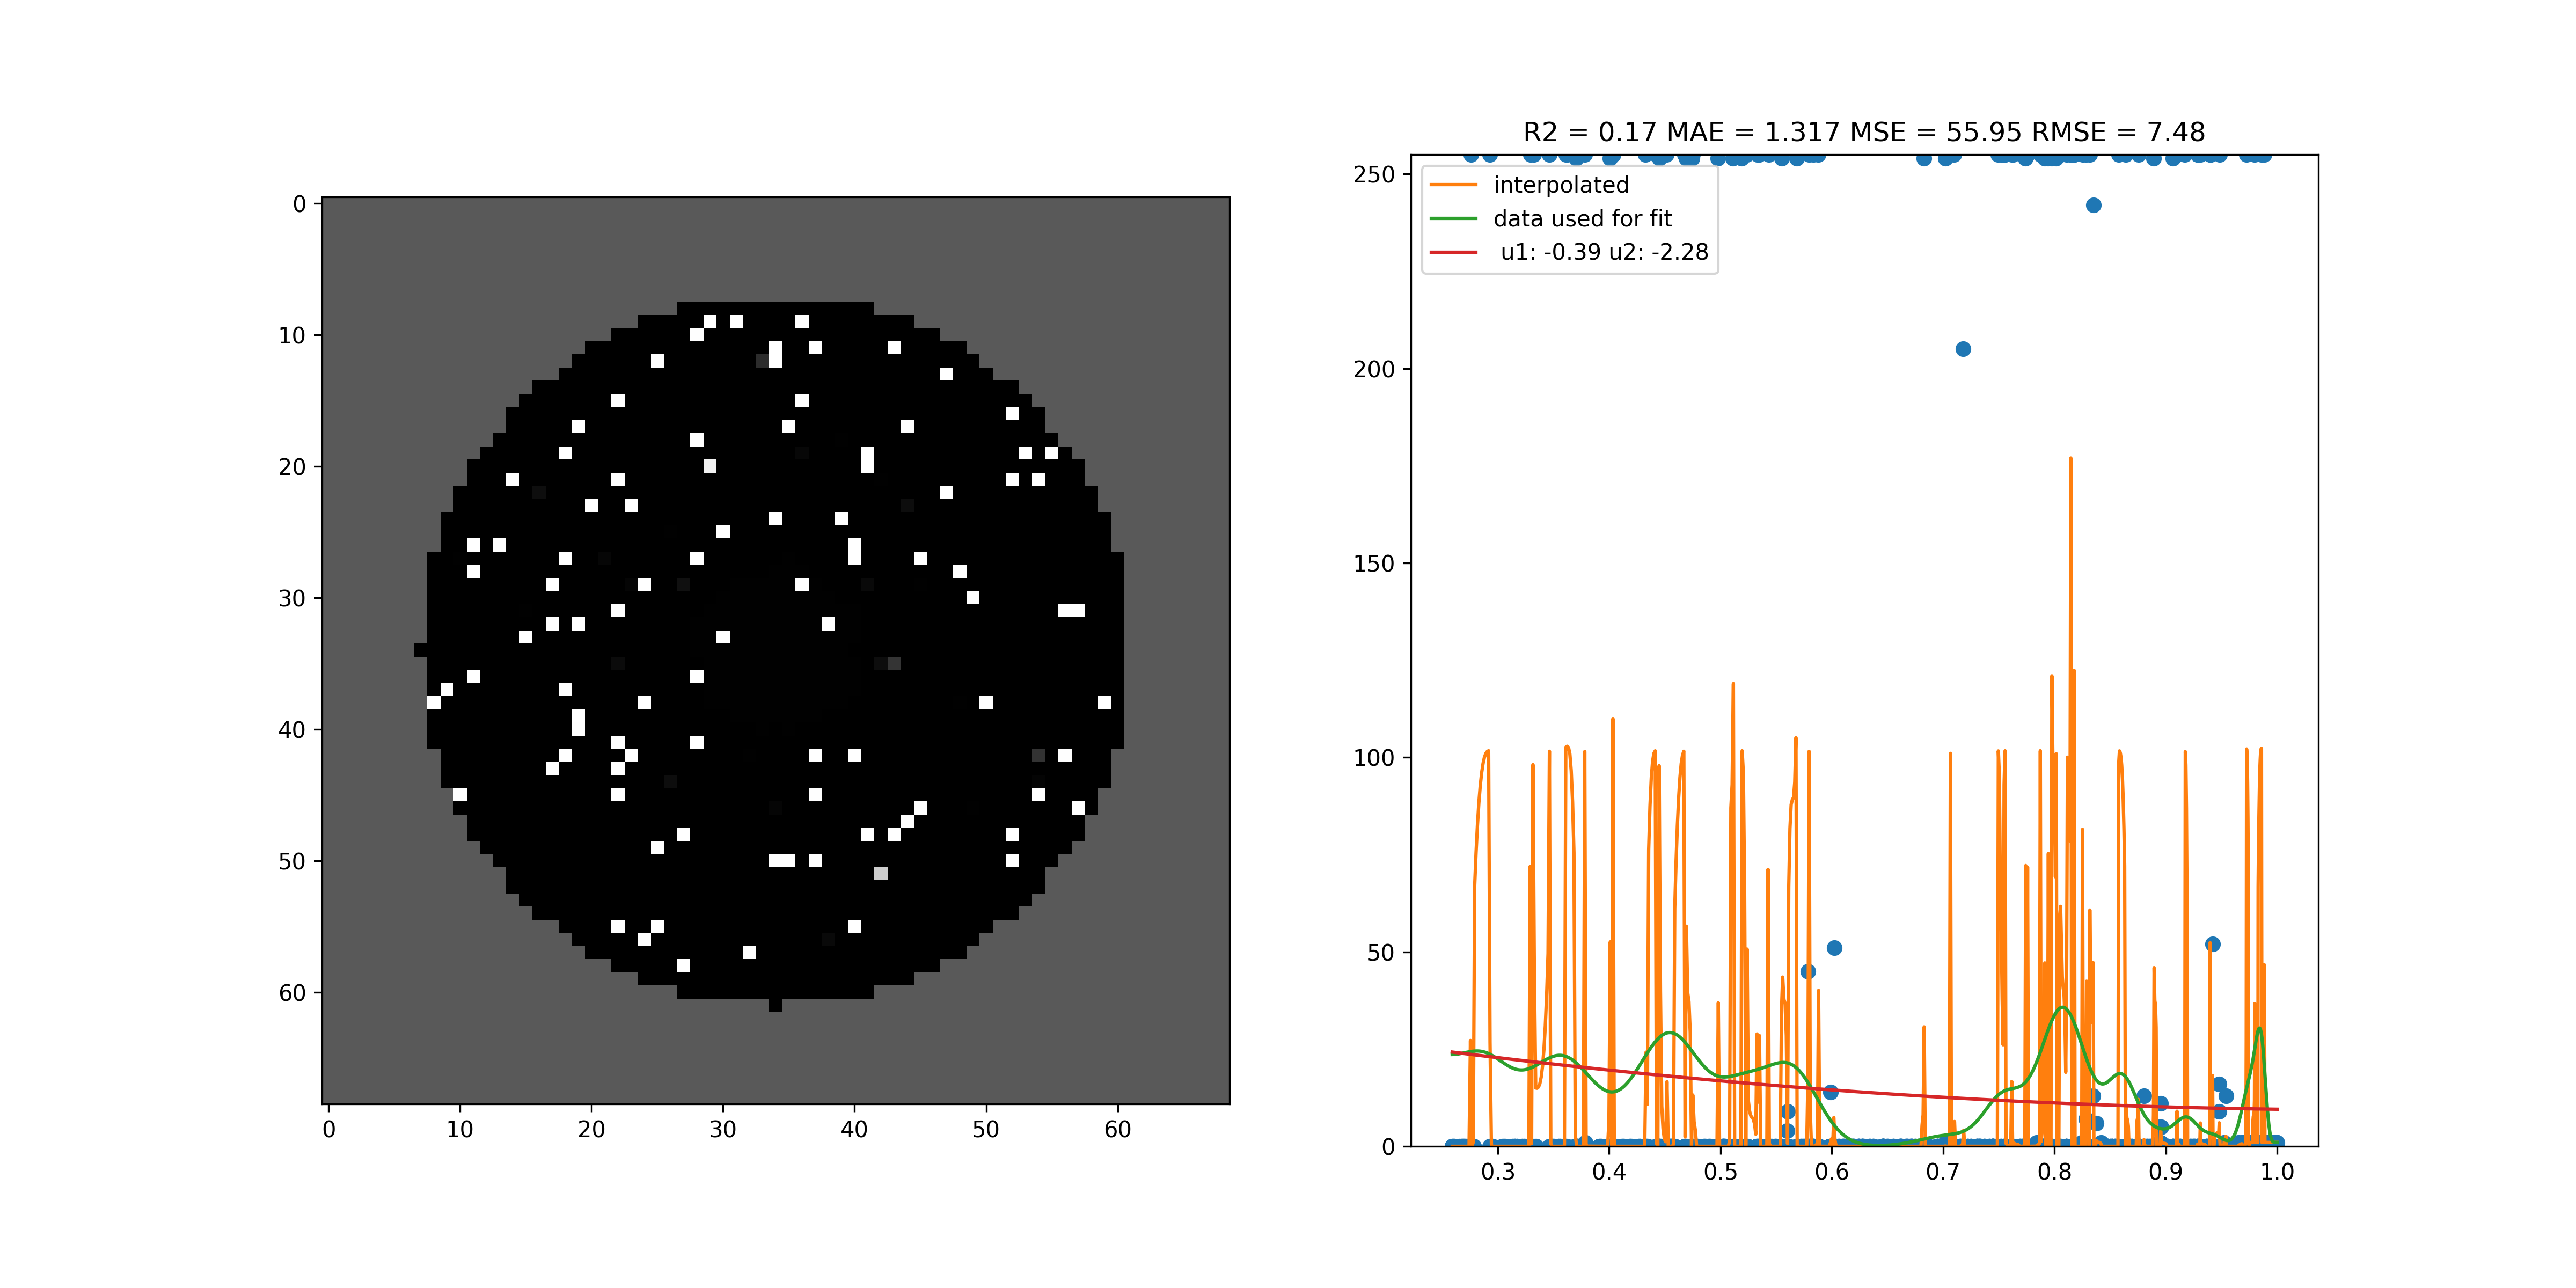 R2 = 0.17 MAE = 1.317 MSE = 55.95 RMSE = 7.48
interpolated
data used for fit
u1: -0.39 u2: -2.28
0
10
20
30
40
50
60
0 10 20 30 40 50 60
250
200
150
100
50
0
0.3 0.4 0.5 0.6 0.7 0.8 0.9 1.0